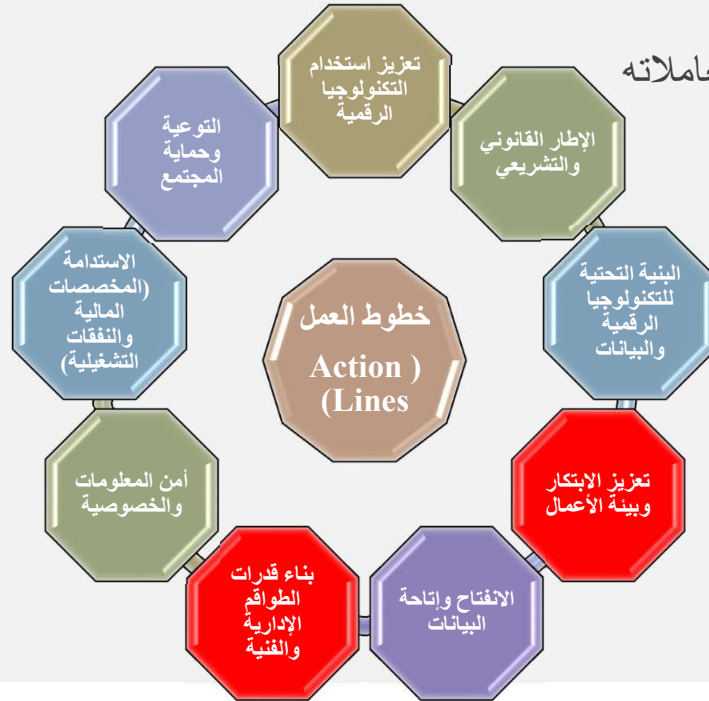 عاملاته
تعزيز استخدام
التكنولوجيا
الرقمية
الإطار القانوني
والتشريعي
البنية التحتية
للتكنولوجيا
الرقمية
والبيانات
تعزيز الابتكار
وبيئة الأعمال
الانفتاح وإتاحة
البيانات
بناء قدرات
الطواقم
الإدارية
والفنية
أمن المعلومات
والخصوصية
الاستدامة
(المخصصات
المالية
والنفقات
التشغيلية)
التوعية
وحماية
المجتمع
خطوط العمل
Action )
(Lines